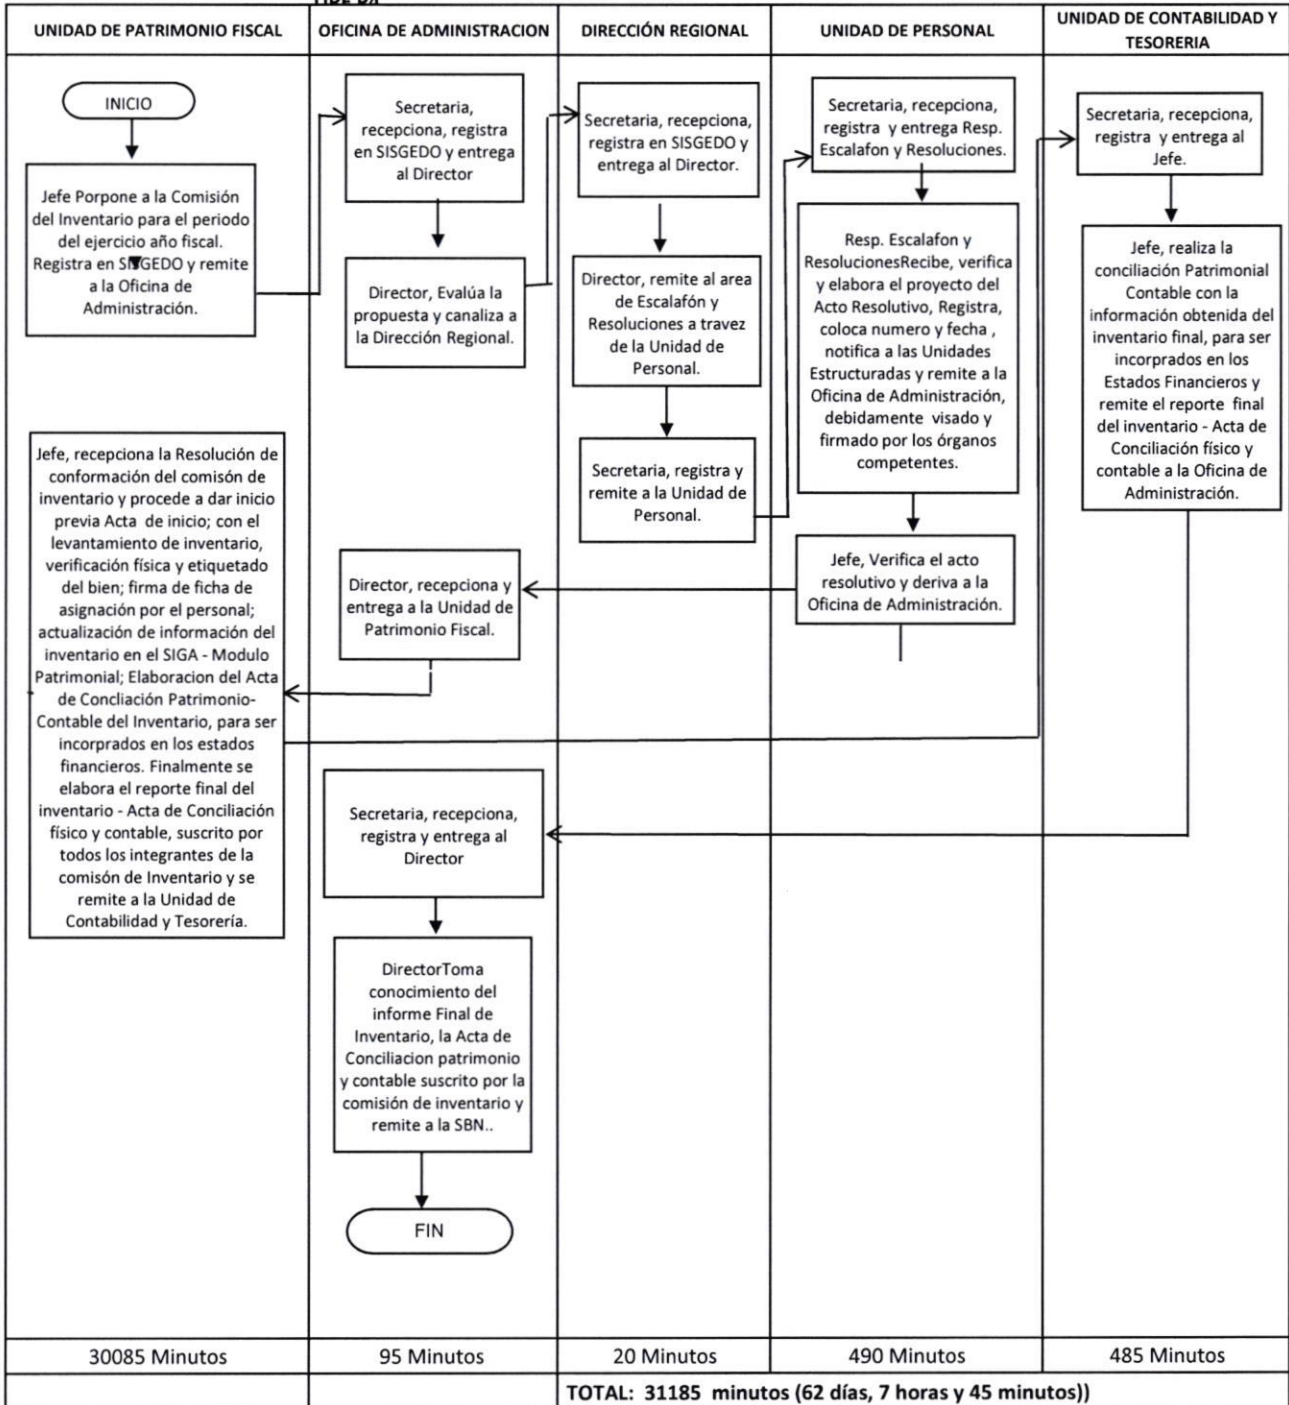 UNIDAD DE PATRIMONIO FISCAL
OFICINA DE ADMINISTRACION
DIRECCIÓN REGIONAL
UNIDAD DE PERSONAL
UNIDAD DE CONTABILIDAD Y
TESORERIA
INICIO
Jefe Porpone a la Comisión
del Inventario para el periodo
del ejercicio año fiscal.
Registra en SISGEDO y remite
a la Oficina de
Administración.
Secretaria,
recepciona, registra
en SISGEDO y entrega
al Director
Director, Evalúa la
propuesta y canaliza a
la Dirección Regional.
Secretaria, recepciona,
registra en SISGEDO y
entrega al Director.
Director, remite al area
de Escalafón y
Resoluciones a travez
de la Unidad de
Personal.
Secretaria, registra y
remite a la Unidad de
Personal.
Secretaria, recepciona,
registra y entrega Resp.
Escalafon y Resoluciones.
Resp. Escalafon y
ResolucionesRecibe, verifica
y elabora el proyecto del
Acto Resolutivo, Registra,
coloca numero y fecha ,
notifica a las Unidades
Estructuradas y remite a la
Oficina de Administración,
debidamente visado y
firmado por los órganos
competentes.
Jefe, Verifica el acto
resolutivo y deriva a la
Oficina de Administración.
Director, recepciona y
entrega a la Unidad de
Patrimonio Fiscal.
Jefe, recepciona la Resolución de
conformación del comisón de
inventario y procede a dar inicio
previa Acta de inicio; con el
levantamiento de inventario,
verificación física y etiquetado
del bien; firma de ficha de
asignación por el personal;
actualización de información del
inventario en el SIGA - Modulo
Patrimonial; Elaboracion del Acta
de Concliación Patrimonio-
Contable del Inventario, para ser
incorprados en los estados
financieros. Finalmente se
elabora el reporte final del
inventario - Acta de Conciliación
físico y contable, suscrito por
todos los integrantes de la
comisón de Inventario y se
remite a la Unidad de
Contabilidad y Tesorería.
Secretaria, recepciona,
registra y entrega al
Jefe.
Jefe, realiza la
conciliación Patrimonial
Contable con la
información obtenida del
inventario final, para ser
incorprados en los
Estados Financieros y
remite el reporte final
del inventario - Acta de
Conciliación físico y
contable a la Oficina de
Administración.
Secretaria, recepciona,
registra y entrega al
Director
DirectorToma
conocimiento del
informe Final de
Inventario, la Acta de
Conciliacion patrimonio
y contable suscrito por la
comisión de inventario y
remite a la SBN..
FIN
30085 Minutos
95 Minutos
20 Minutos
490 Minutos
485 Minutos
TOTAL: 31185 minutos (62 días, 7 horas y 45 minutos))